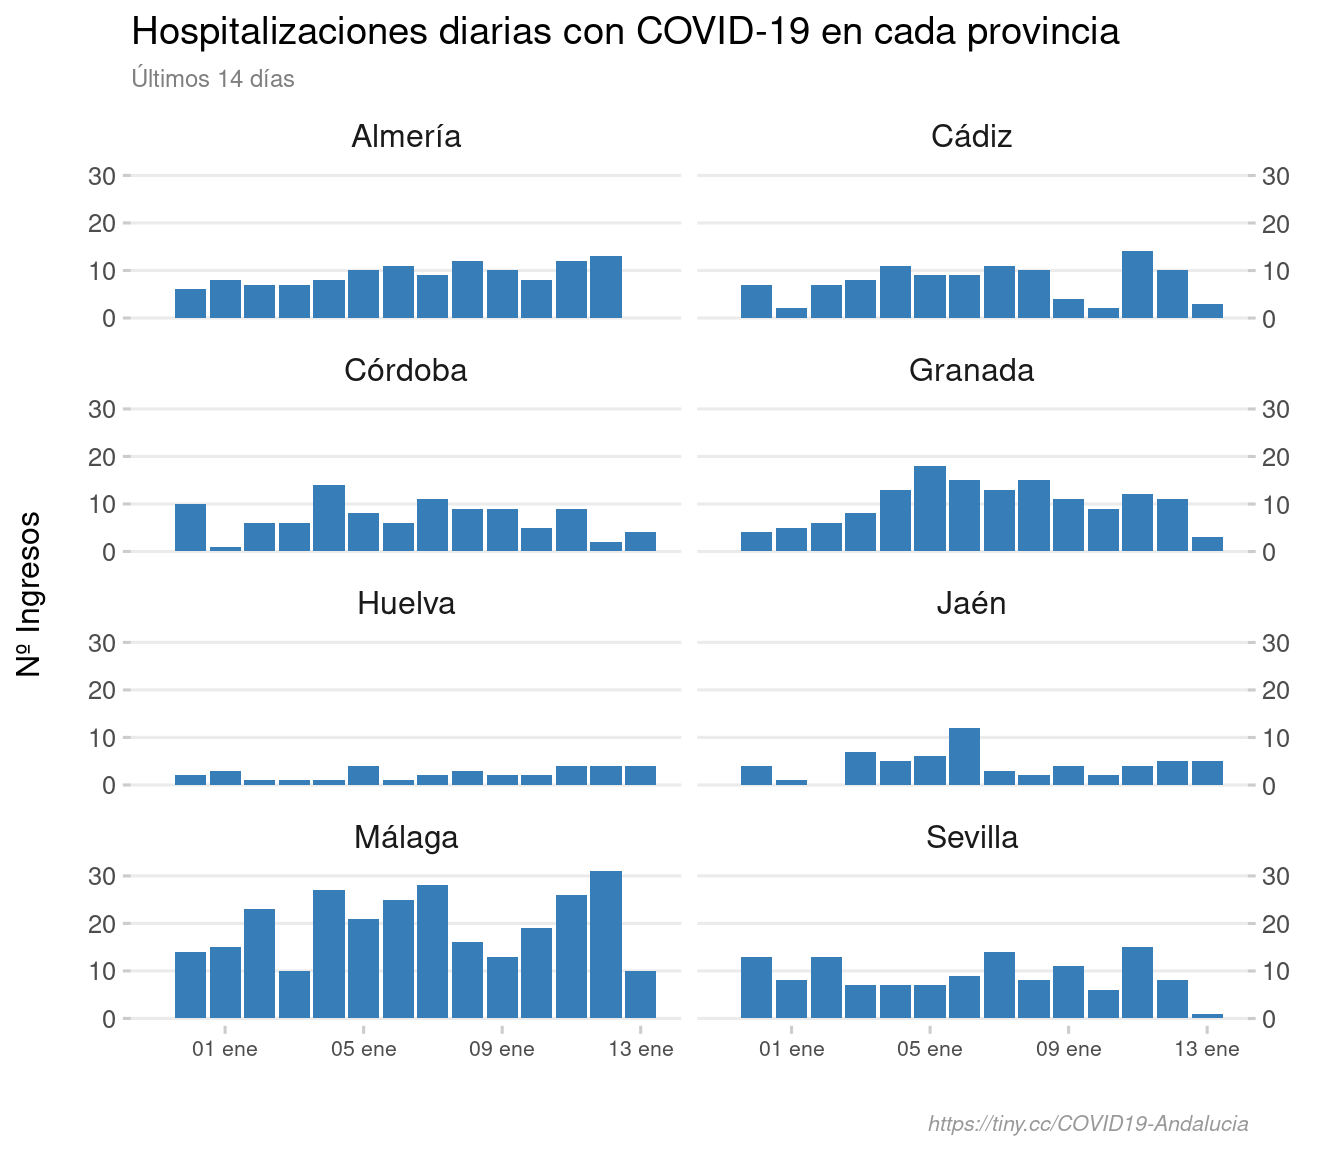 Hospitalizaciones diarias con COVID-19 en cada provincia
Últimos 14 días
Almería
Cádiz
30
20
10
0
30
20
10
0
Córdoba
Granada
30
20
10
0
30
20
10
0
Nº Ingresos
Huelva
Jaén
30
20
10
0
30
20
10
0
Málaga
Sevilla
30
20
10
0
30
20
10
0
01 ene 05 ene 09 ene 13 ene
01 ene 05 ene 09 ene 13 ene
https://tiny.cc/COVID19-Andalucia